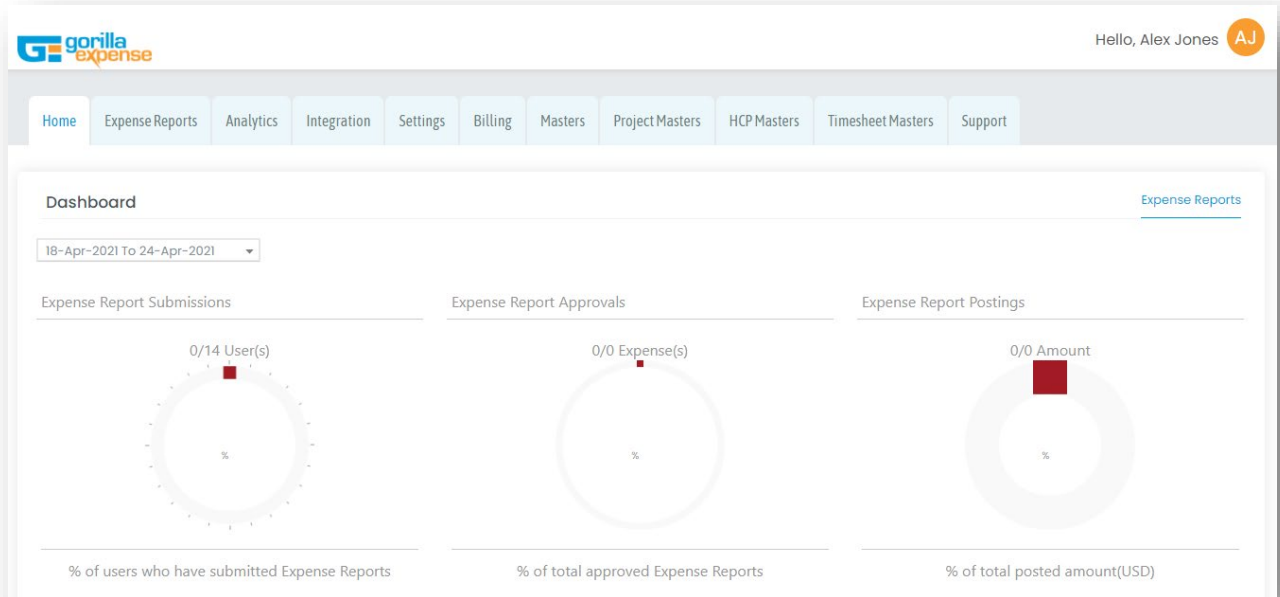 GE gorilla
expense
Hello, Alex Jones AJ
Home Expense Reports Analytics Integration Settings Billing Masters Project Masters HCP Masters Timesheet Masters Support
Dashboard Expense Reports
18-Apr-2021 To 24-Apr-2021
Expense Report Submissions Expense Report Approvals Expense Report Postings
0/14 User(s) 0/0 Expense(s) 0/0 Amount
% % %
% of users who have submitted Expense Reports % of total approved Expense Reports % of total posted amount(USD)